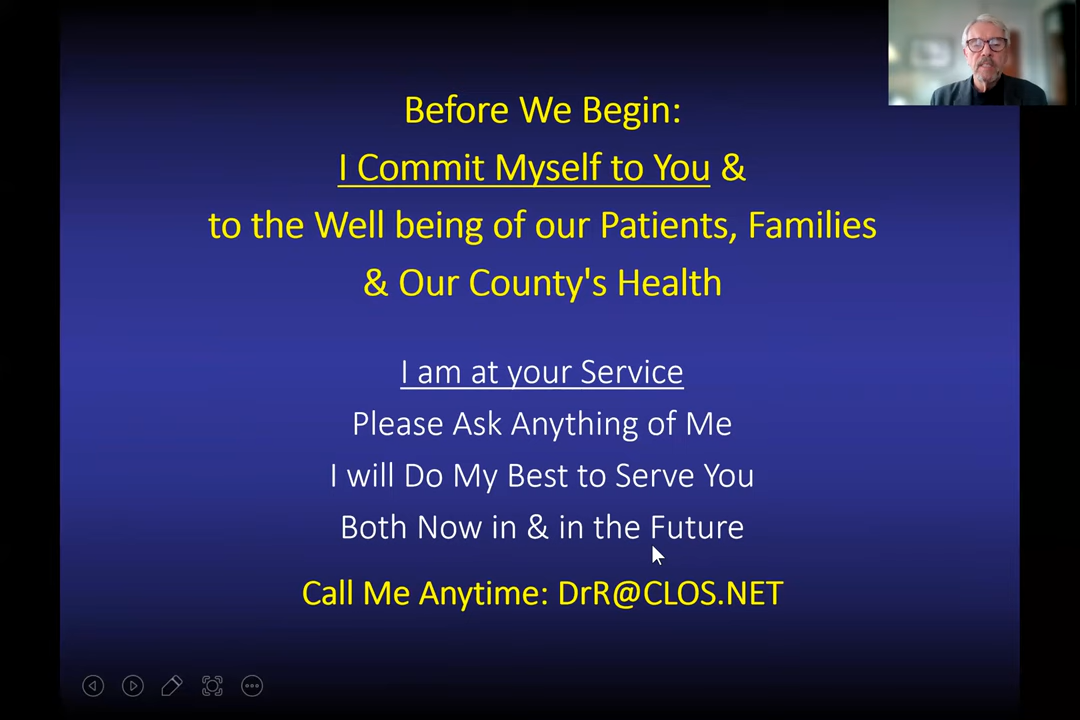 Before We Begin:
I Commit Myself to You &
to the Well being of our Patients, Families
& Our County's Health
I am at your Service
Please Ask Anything of Me
I will Do My Best to Serve You
Both Now in & in the Future
Call Me Anytime: DrR@CLOS.NET